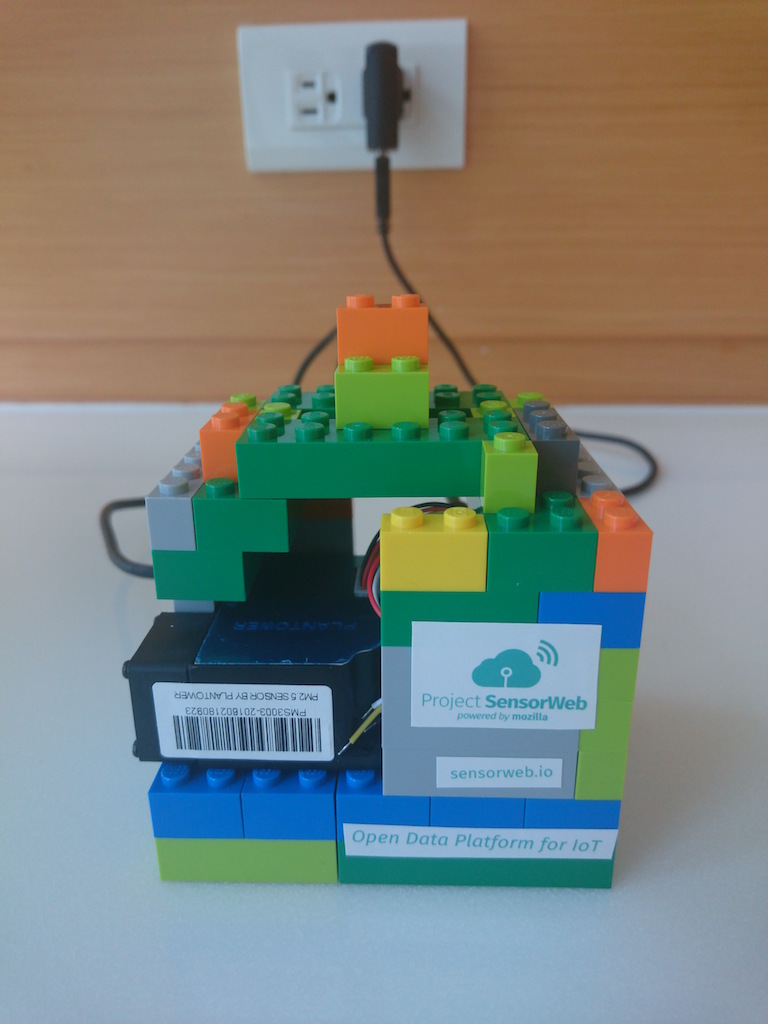 PLANTOWER
PM2.5 SENSOR BY PLANTOWER
PMS3003-201602180923
Project SensorWeb
powered by mozilla
sensorweb.io
Open Data Platform for IoT